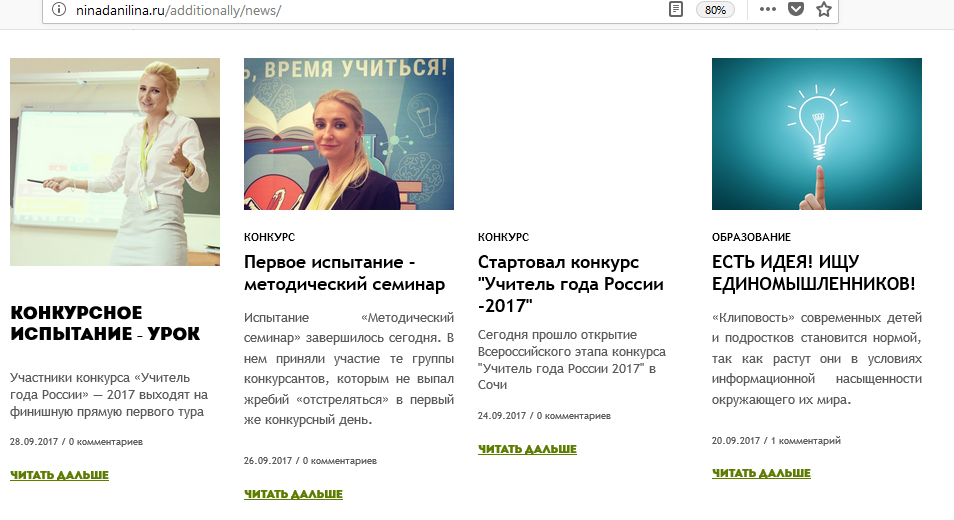 ninadanilina.ru/additionally/news/
80%
Ь, ВРЕМЯ УЧИТЬСЯ!
КОНКУРСНОЕ
ИСПЫТАНИЕ - УРОК
Участники конкурса «Учитель
года России» — 2017 выходят на
финишную прямую первого тура
28.09.2017 / 0 комментариев
ЧИТАТЬ ДАЛЬШЕ
КОНКУРС
Первое испытание -
методический семинар
Испытание «Методический
семинар» завершилось сегодня. В
нем приняли участие те группы
конкурсантов, которым не выпал
жребий «отстреляться» в первый
же конкурсный день.
26.09.2017 / 0 комментариев
ЧИТАТЬ ДАЛЬШЕ
КОНКУРС
Стартовал конкурс
"Учитель года России
-2017"
Сегодня прошло открытие
Всероссийского этапа конкурса
"Учитель года России 2017" в
Сочи
24.09.2017 / 0 комментариев
ЧИТАТЬ ДАЛЬШЕ
ОБРАЗОВАНИЕ
ЕСТЬ ИДЕЯ! ИЩУ
ЕДИНОМЫШЛЕННИКОВ!
«Клиповость» современных детей
и подростков становится нормой,
так как растут они в условиях
информационной насыщенности
окружающего их мира.
20.09.2017 / 1 комментарий
ЧИТАТЬ ДАЛЬШЕ